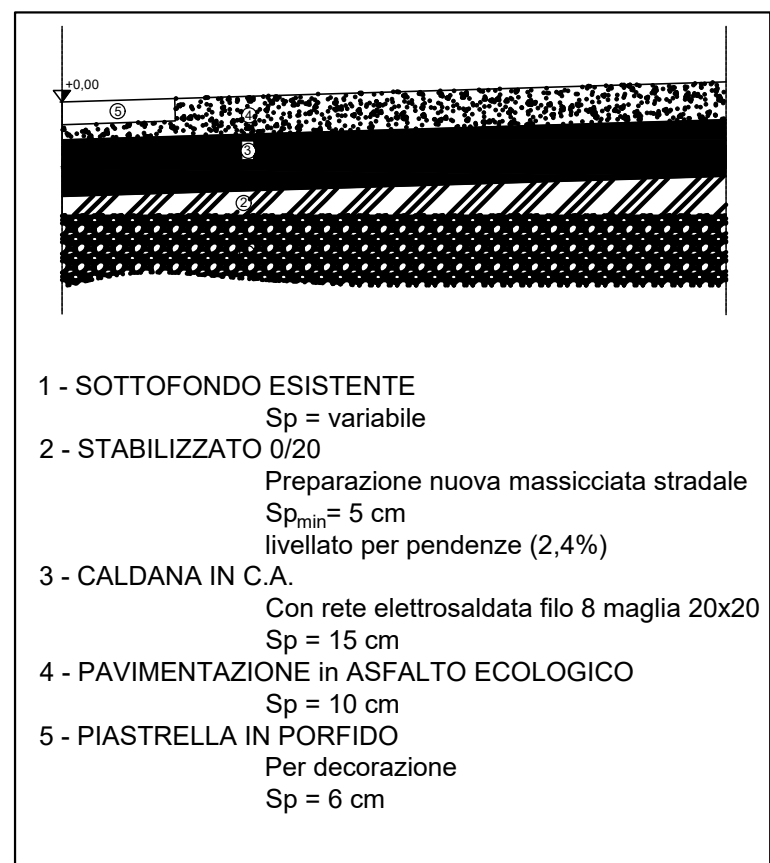 +0,00
5
4
3
2
1 - SOTTOFONDO ESISTENTE
Sp = variabile
2 - STABILIZZATO 0/20
Preparazione nuova massicciata stradale
Spmin= 5 cm
livellato per pendenze (2,4%)
3 - CALDANA IN C.A.
Con rete elettrosaldata filo 8 maglia 20x20
Sp = 15 cm
4 - PAVIMENTAZIONE in ASFALTO ECOLOGICO
Sp = 10 cm
5 - PIASTRELLA IN PORFIDO
Per decorazione
Sp = 6 cm